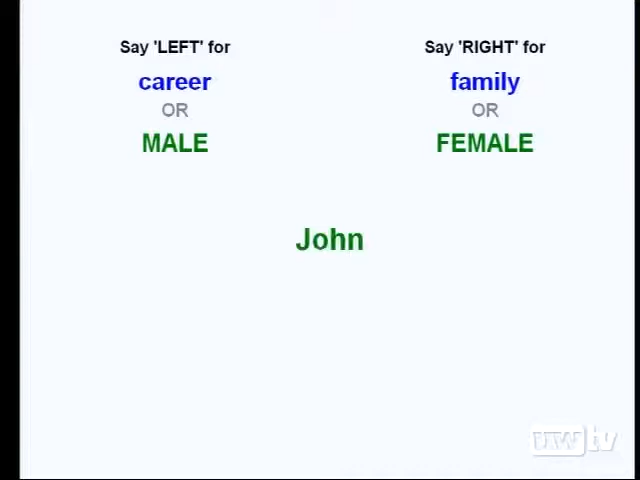 Say 'LEFT' for
Say 'RIGHT' for
career
family
OR
OR
MALE
FEMALE
John
uwtv